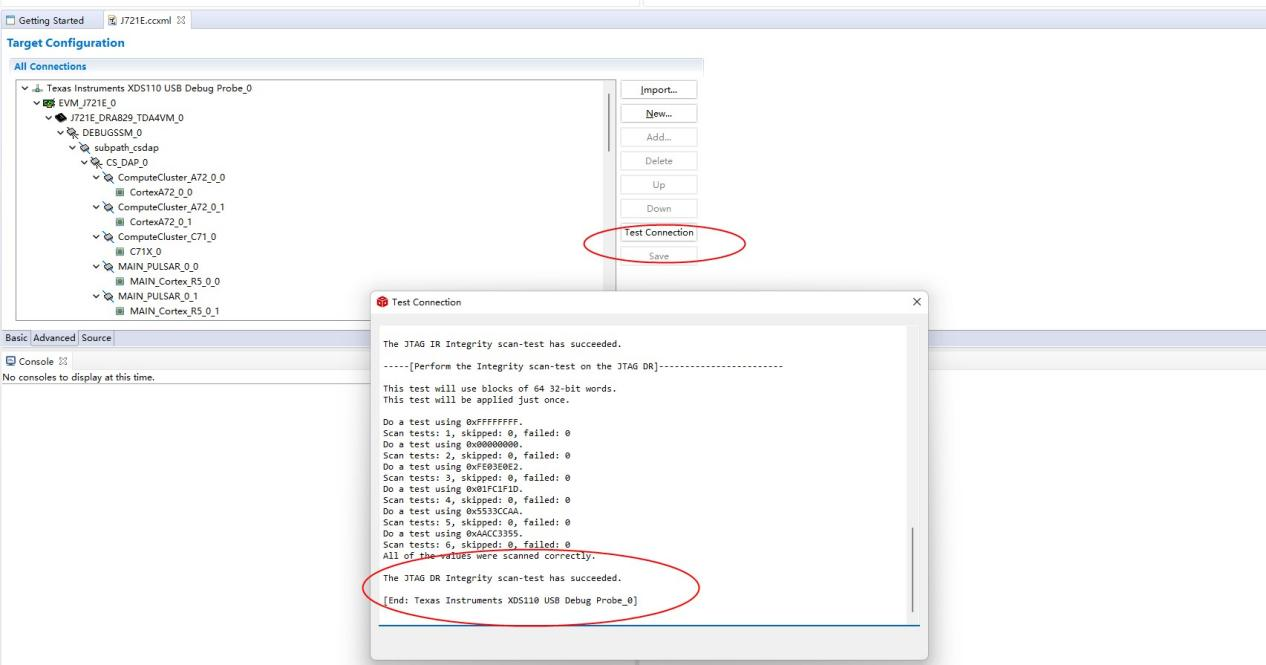 Getting Started
J721E.ccxml
Target Configuration
All Connections
Texas Instruments XDS110 USB Debug Probe_0
EVM_J721E_0
J721E_DRA829_TDA4VM_0
DEBUGSSM_0
subpath_csdap
CS_DAP_0
ComputeCluster_A72_0_0
CortexA72_0_0
ComputeCluster_A72_0_1
CortexA72_0_1
ComputeCluster_C71_0
C71X_0
MAIN_PULSAR_0_0
MAIN_Cortex_R5_0_0
MAIN_PULSAR_0_1
MAIN_Cortex_R5_0_1
Import...
New...
Add...
Delete
Up
Down
Test Connection
Save
Basic Advanced Source
Console
No consoles to display at this time.
Test Connection
The JTAG IR Integrity scan-test has succeeded.
-----[Perform the Integrity scan-test on the JTAG DR]------------------------
This test will use blocks of 64 32-bit words.
This test will be applied just once.
Do a test using 0xFFFFFFFF.
Scan tests: 1, skipped: 0, failed: 0
Do a test using 0x00000000.
Scan tests: 2, skipped: 0, failed: 0
Do a test using 0xFE03E0E2.
Scan tests: 3, skipped: 0, failed: 0
Do a test using 0x01FC1F1D.
Scan tests: 4, skipped: 0, failed: 0
Do a test using 0x5533CCAA.
Scan tests: 5, skipped: 0, failed: 0
Do a test using 0xAACC3355.
Scan tests: 6, skipped: 0, failed: 0
All of the values were scanned correctly.
The JTAG DR Integrity scan-test has succeeded.
[End: Texas Instruments XDS110 USB Debug Probe_0]